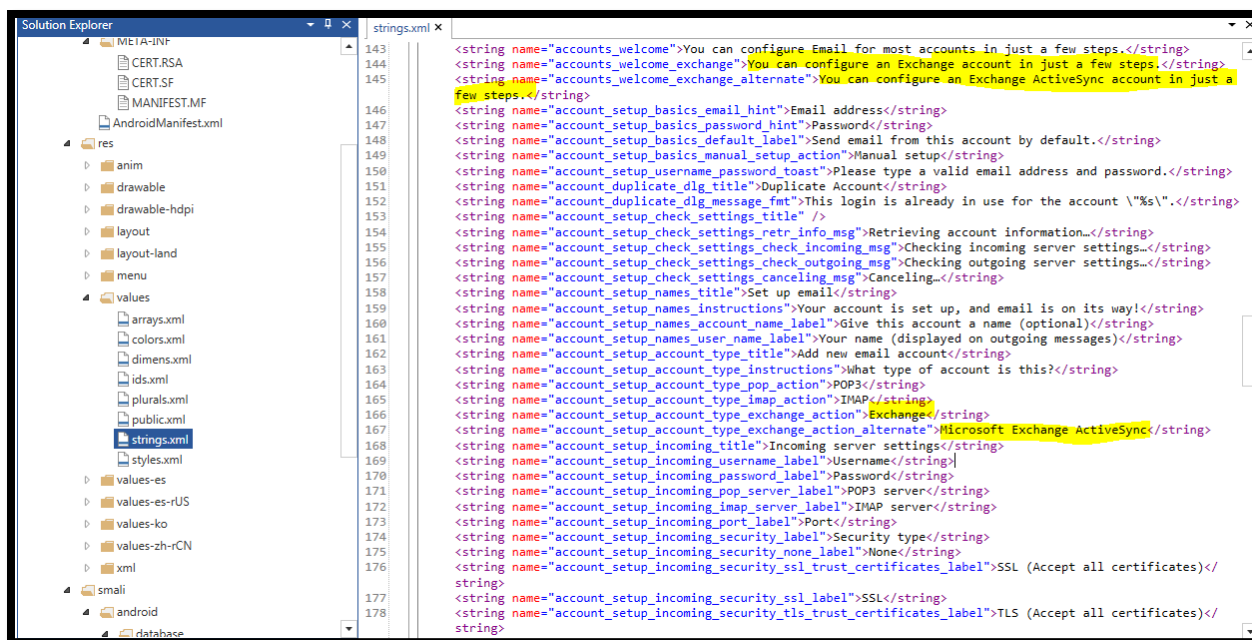 Solution Explorer
META-INF
CERT.RSA
CERT.SF
MANIFEST.MF
AndroidManifest.xml
res
anim
drawable
drawable-hdpi
layout
layout-land
menu
values
arrays.xml
colors.xml
dimens.xml
ids.xml
plurals.xml
public.xml
strings.xml
styles.xml
values-es
values-es-rUS
values-ko
values-zh-rCN
xml
smali
android
database
strings.xml
143 <string name="accounts_welcome">You can configure Email for most accounts in just a few steps.</string>
144 <string name="accounts_welcome_exchange">You can configure an Exchange account in just a few steps.</string>
145 <string name="accounts_welcome_exchange_alternate">You can configure an Exchange ActiveSync account in just a
few steps.</string>
146 <string name="account_setup_basics_email_hint">Email address</string>
147 <string name="account_setup_basics_password_hint">Password</string>
148 <string name="account_setup_basics_default_label">Send email from this account by default.</string>
149 <string name="account_setup_basics_manual_setup_action">Manual setup</string>
150 <string name="account_setup_username_password_toast">Please type a valid email address and password.</string>
151 <string name="account_duplicate_dlg_title">Duplicate Account</string>
152 <string name="account_duplicate_dlg_message_fmt">This login is already in use for the account \"%s\".</string>
153 <string name="account_setup_check_settings_title" />
154 <string name="account_setup_check_settings_retr_info_msg">Retrieving account information…</string>
155 <string name="account_setup_check_settings_check_incoming_msg">Checking incoming server settings…</string>
156 <string name="account_setup_check_settings_check_outgoing_msg">Checking outgoing server settings…</string>
157 <string name="account_setup_check_settings_canceling_msg">Canceling…</string>
158 <string name="account_setup_names_title">Set up email</string>
159 <string name="account_setup_names_instructions">Your account is set up, and email is on its way!</string>
160 <string name="account_setup_names_account_name_label">Give this account a name (optional)</string>
161 <string name="account_setup_names_user_name_label">Your name (displayed on outgoing messages)</string>
162 <string name="account_setup_account_type_title">Add new email account</string>
163 <string name="account_setup_account_type_instructions">What type of account is this?</string>
164 <string name="account_setup_account_type_pop_action">POP3</string>
165 <string name="account_setup_account_type_imap_action">IMAP</string>
166 <string name="account_setup_account_type_exchange_action">Exchange</string>
167 <string name="account_setup_account_type_exchange_action_alternate">Microsoft Exchange ActiveSync</string>
168 <string name="account_setup_incoming_title">Incoming server settings</string>
169 <string name="account_setup_incoming_username_label">Username</string>
170 <string name="account_setup_incoming_password_label">Password</string>
171 <string name="account_setup_incoming_pop_server_label">POP3 server</string>
172 <string name="account_setup_incoming_imap_server_label">IMAP server</string>
173 <string name="account_setup_incoming_port_label">Port</string>
174 <string name="account_setup_incoming_security_label">Security type</string>
175 <string name="account_setup_incoming_security_none_label">None</string>
176 <string name="account_setup_incoming_security_ssl_trust_certificates_label">SSL (Accept all certificates)</
string>
177 <string name="account_setup_incoming_security_ssl_label">SSL</string>
178 <string name="account_setup_incoming_security_tls_trust_certificates_label">TLS (Accept all certificates)</
string>